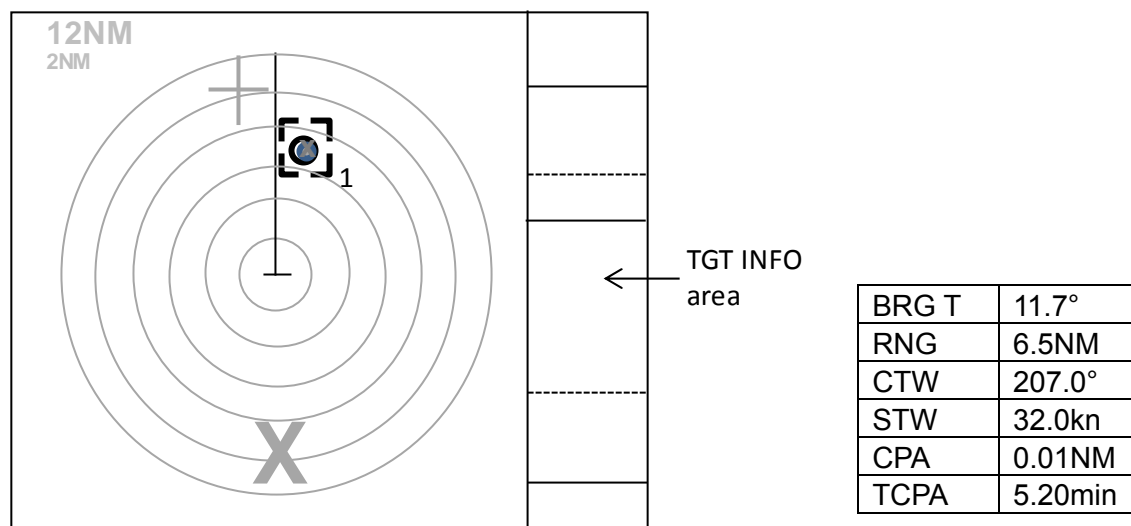 12NM
2NM
X
1
X
TGT INFO
area
BRG T 11.7°
RNG 6.5NM
CTW 207.0°
STW 32.0kn
CPA 0.01NM
TCPA 5.20min